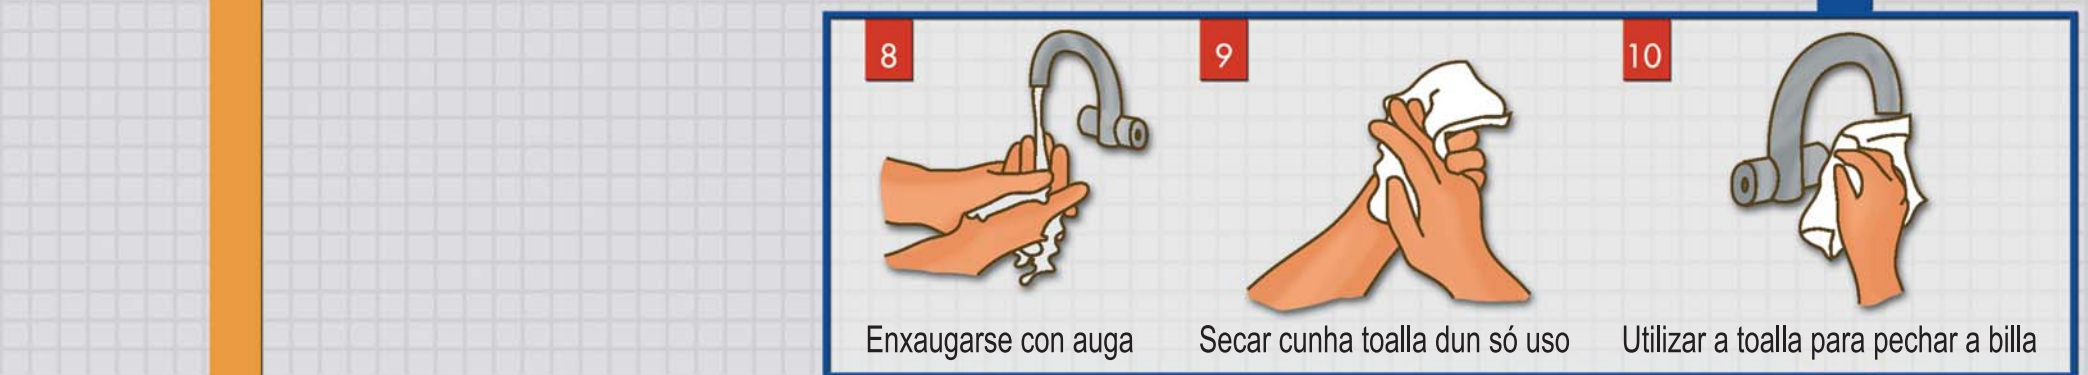 8
9
10
Enxaugarse con auga
Secar cunha toalla dun só uso
Utilizar a toalla para pechar a billa